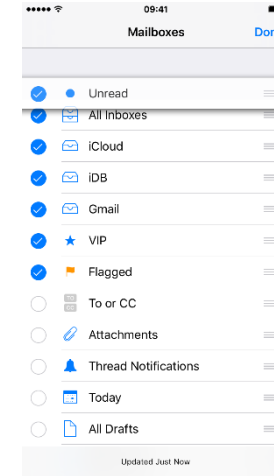 09:41
Mailboxes
Don
Unread
All Inboxes
iCloud
iDB
Gmail
VIP
Flagged
To or CC
Attachments
Thread Notifications
Today
All Drafts
Updated Just Now